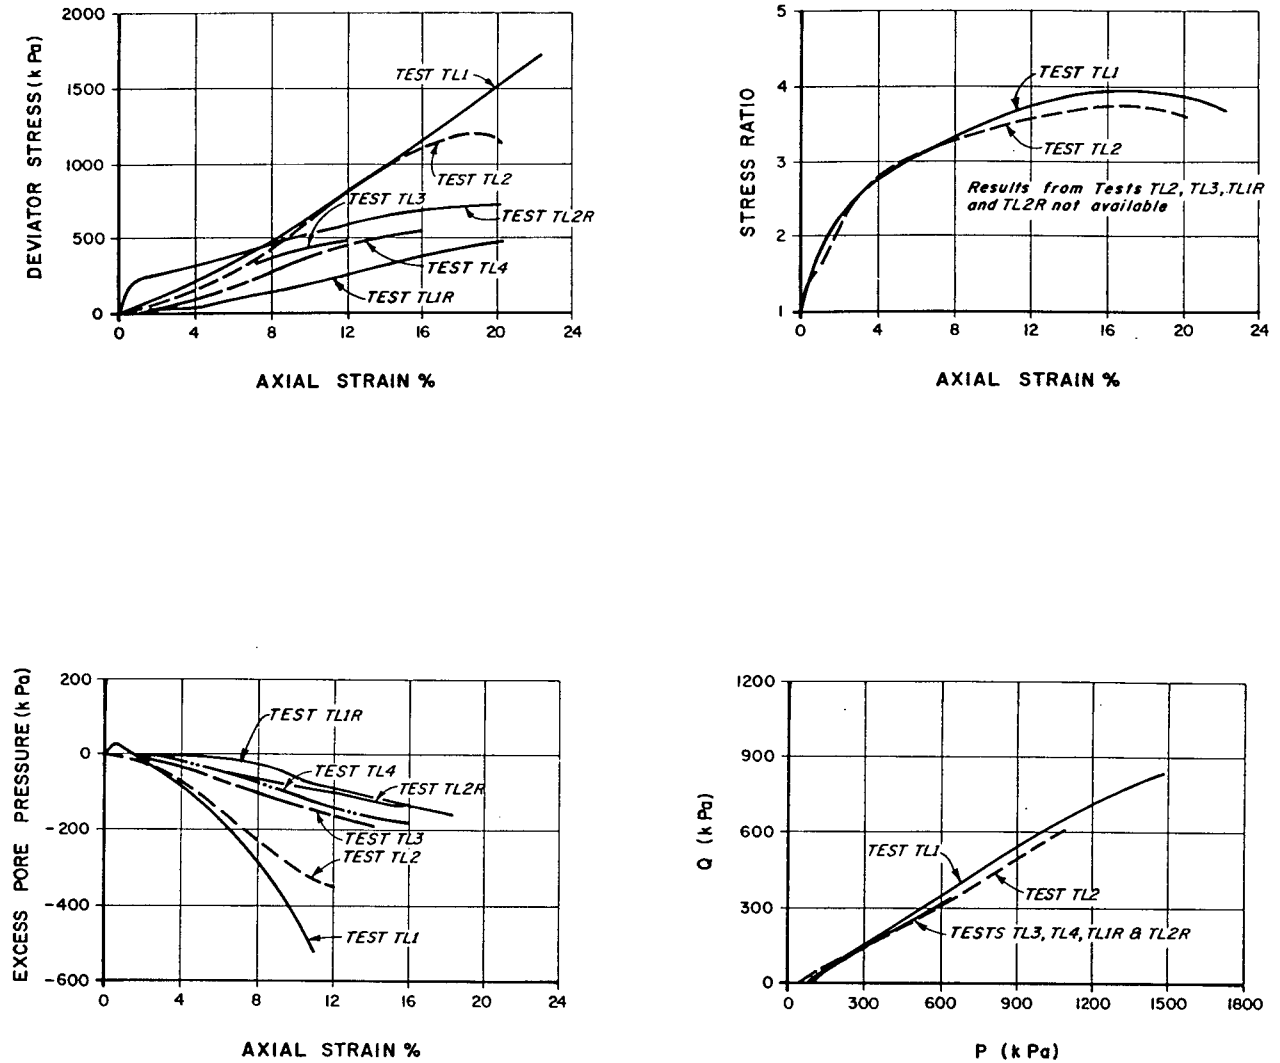 2000
1500
1000
500
0
0 4 8 12 16 20 24
DEVIATOR STRESS (kPa)
AXIAL STRAIN %
TEST TL1
TEST TL2
TEST TL3
TEST TL2R
TEST TL4
TEST TL1R
5
4
3
2
1
0 4 8 12 16 20 24
STRESS RATIO
AXIAL STRAIN %
TEST TL1
TEST TL2
Results from Tests TL2, TL3, TL1R
and TL2R not available
200
0
-200
-400
-600
0 4 8 12 16 20 24
EXCESS PORE PRESSURE (kPa)
AXIAL STRAIN %
TEST TL1R
TEST TL4
TEST TL2R
TEST TL3
TEST TL2
TEST TL1
1200
900
600
300
0
0 300 600 900 1200 1500 1800
Q (kPa)
P (kPa)
TEST TL1
TEST TL2
TESTS TL3, TL4, TL1R & TL2R